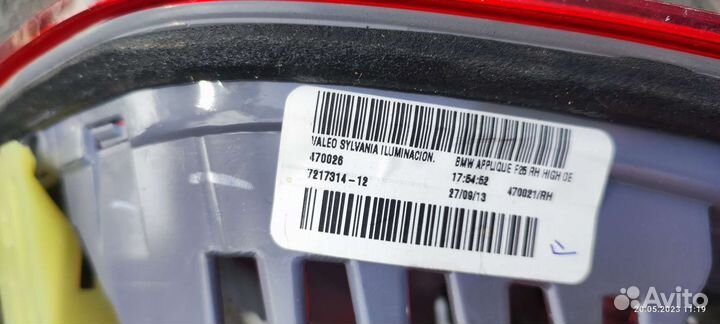 VALEO SYLVANIA ILUMINACION. BMW APPLIQUE F25 RH HIGH OE
470026 17:54:52 470021/RH
7217314-12 27/09/13
Avito
20.05.2023 11:19